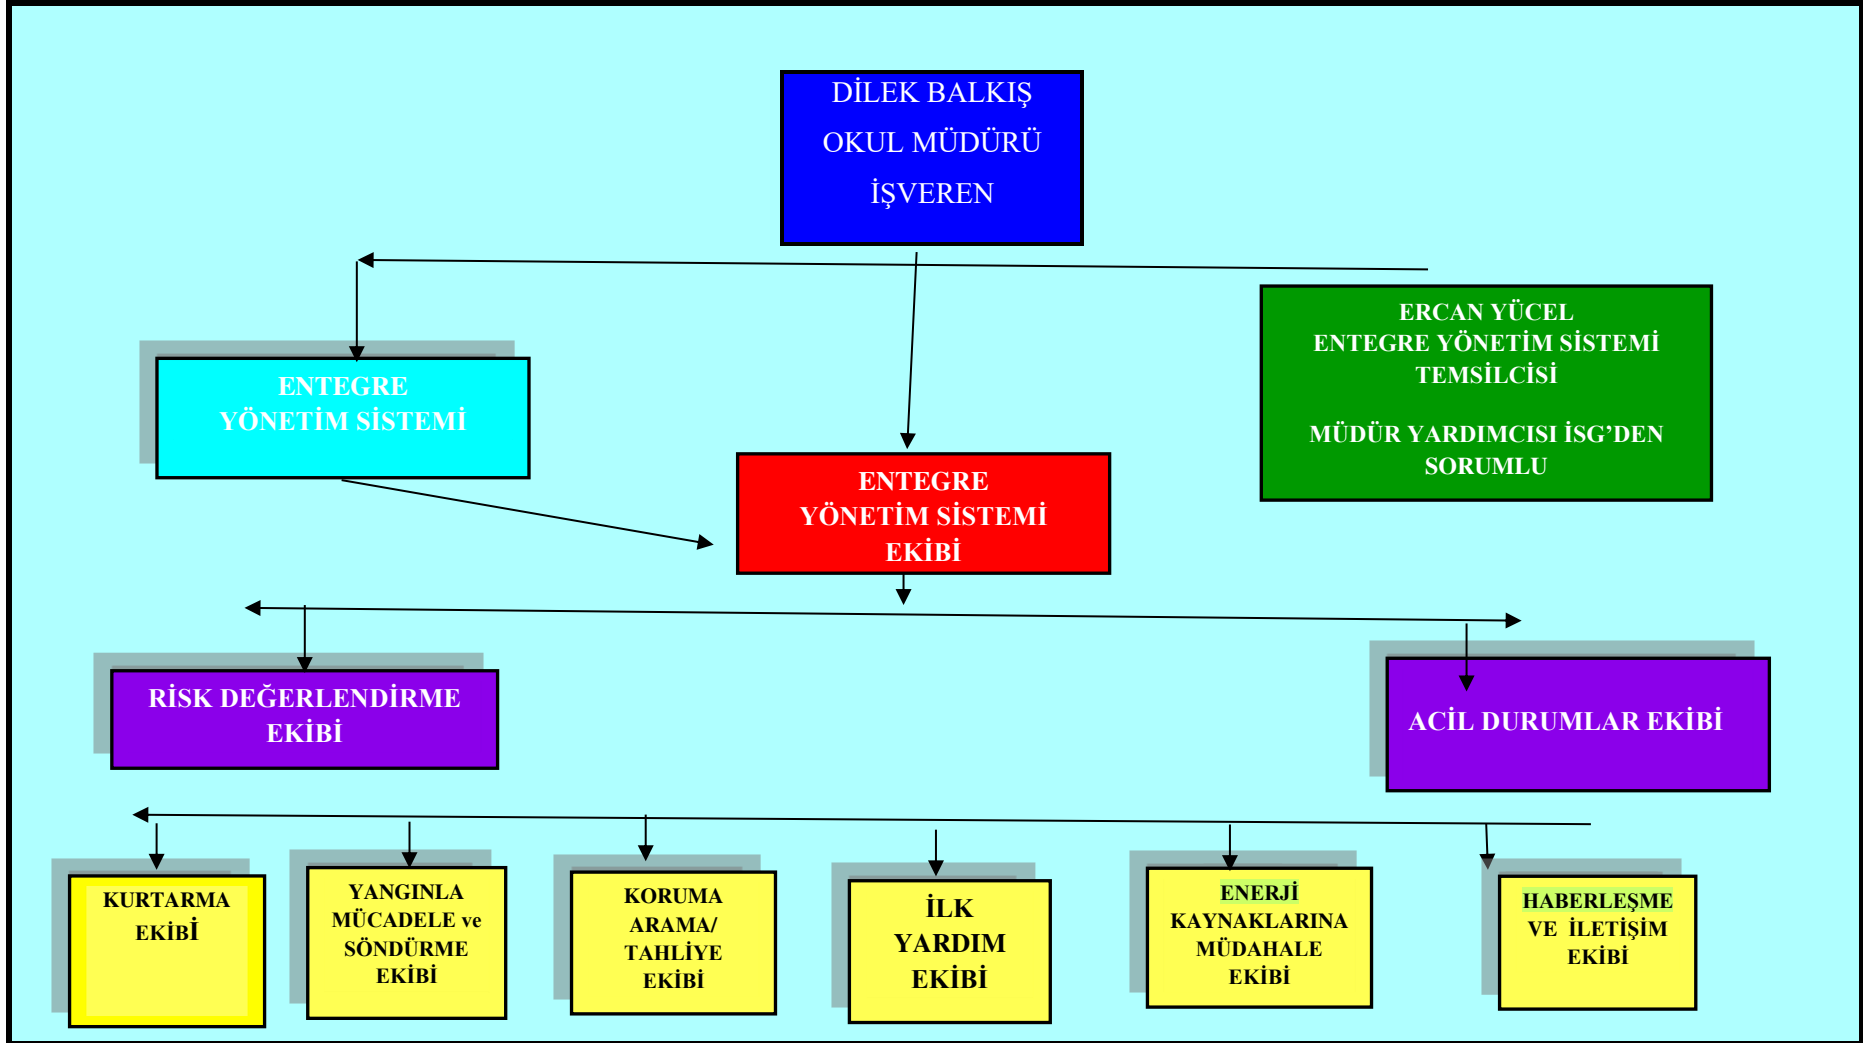 DİLEK BALKIŞ
OKUL MÜDÜRÜ
İŞVEREN
ERCAN YÜCEL
ENTEGRE YÖNETİM SİSTEMİ
TEMSİLCİSİ
MÜDÜR YARDIMCISI İSG’DEN
SORUMLU
ENTEGRE
YÖNETİM SİSTEMİ
ENTEGRE
YÖNETİM SİSTEMİ
EKİBİ
RİSK DEĞERLENDİRME
EKİBİ
ACİL DURUMLAR EKİBİ
KURTARMA
EKİBİ
YANGINLA
MÜCADELE ve
SÖNDÜRME
EKİBİ
KORUMA
ARAMA/
TAHLİYE
EKİBİ
İLK
YARDIM
EKİBİ
ENERJİ
KAYNAKLARINA
MÜDAHALE
EKİBİ
HABERLEŞME
VE İLETİŞİM
EKİBİ